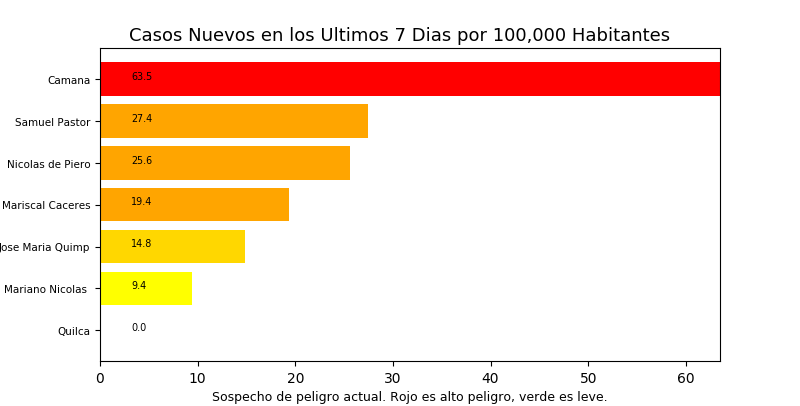 Casos Nuevos en los Ultimos 7 Dias por 100,000 Habitantes
Camana 63.5
Samuel Pastor 27.4
Nicolas de Piero 25.6
Mariscal Caceres 19.4
Jose Maria Quimp 14.8
Mariano Nicolas 9.4
Quilca 0.0
0 10 20 30 40 50 60
Sospecho de peligro actual. Rojo es alto peligro, verde es leve.